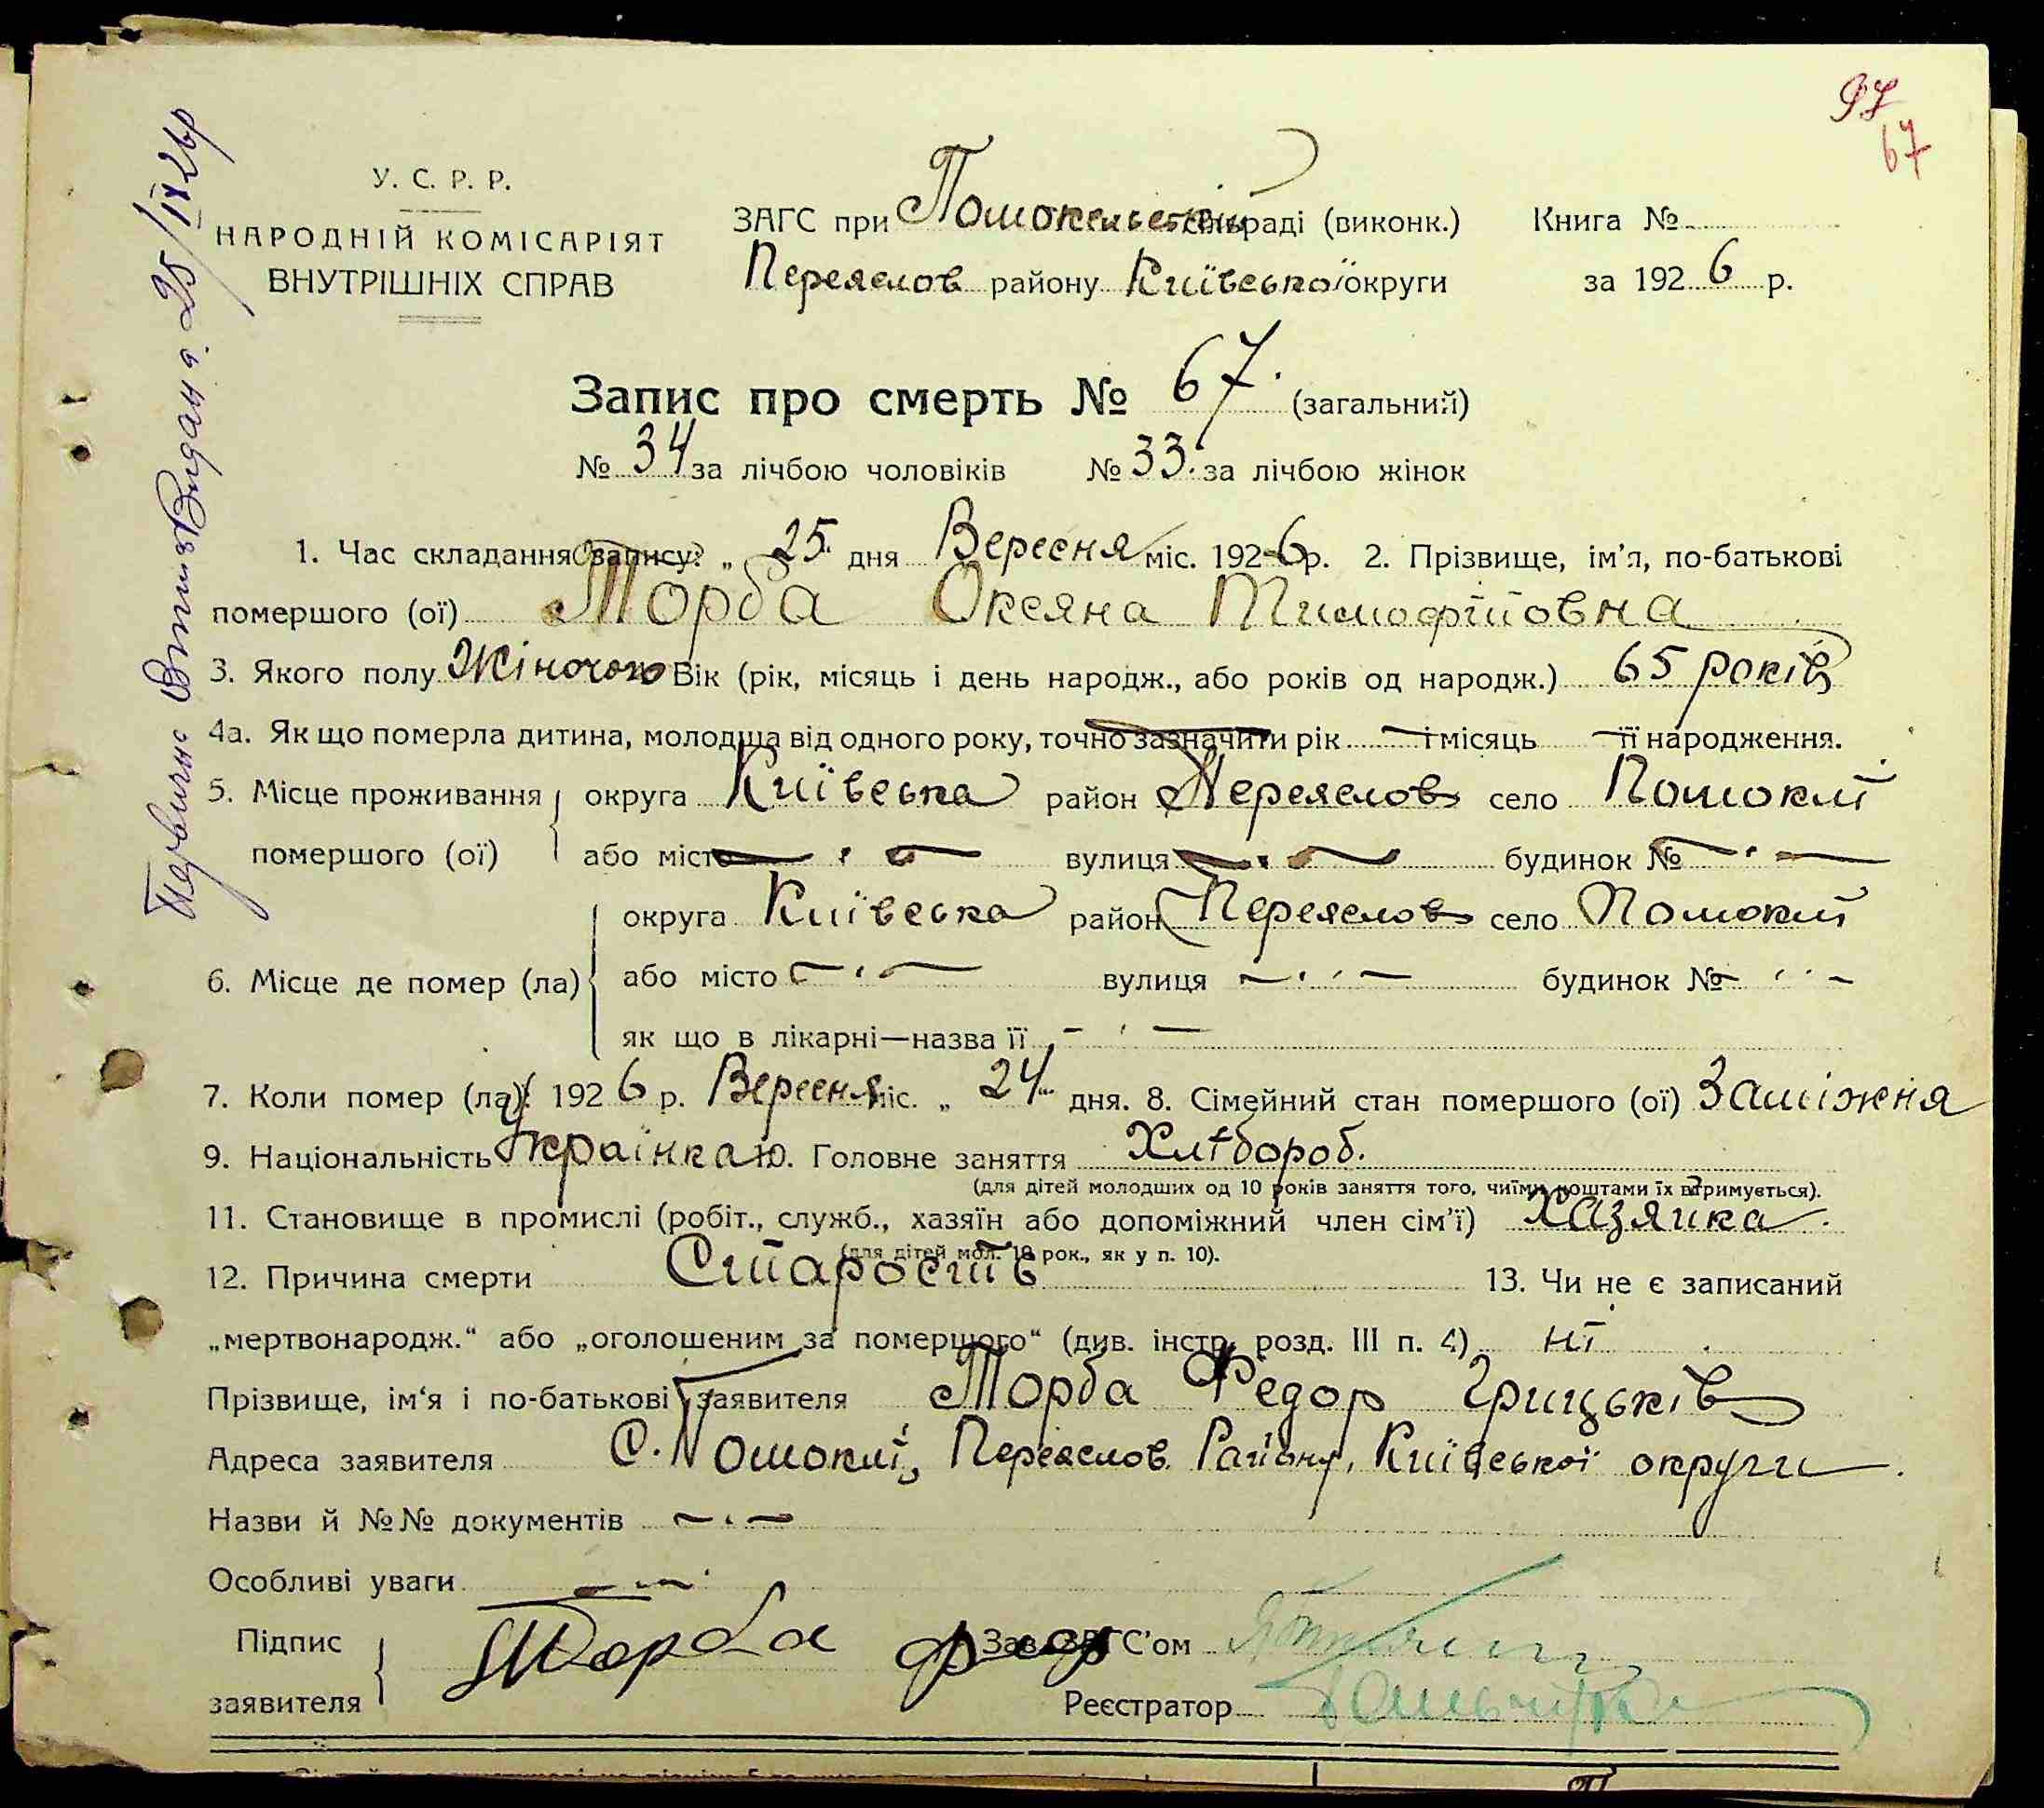 97
67
Первичне Витяг Видана. 25/IX 26р
У. С. Р. Р.
НАРОДНІЙ КОМІСАРІЯТ
ВНУТРІШНІХ СПРАВ
ЗАГС при Помокельській раді (виконк.) Книга №
Переяслов району Київської округи за 1926 р.
Запис про смерть № 67. (загальний)
№ 34 за лічбою чоловіків № 33. за лічбою жінок
1. Час складання запису: „ 25 дня Вересня міс. 1926 р. 2. Прізвище, ім'я, по-батькові
помершого (ої) Торба Оксяна Тимофійовна
3. Якого полу Жіночого Вік (рік, місяць і день народж., або років од народж.) 65 років
4а. Як що померла дитина, молодша від одного року, точно зазначити рік — і місяць — її народження.
5. Місце проживання округа Київська район Переяслов село Помоклі
помершого (ої) або місто — . — вулиця — . — будинок № — . —
округа Київська район Переяслов село Помоклі
6. Місце де помер (ла) або місто — . — вулиця — . . — будинок № — . . —
як що в лікарні—назва її — . —
7. Коли помер (ла): 1926 р. Вересня міс. „ 24 дня. 8. Сімейний стан помершого (ої) Заміжня
9. Національність Українка 10. Головне заняття Хлібороб.
(для дітей молодших од 10 років заняття того, чиїми коштами їх втримується).
11. Становище в промислі (робіт., служб., хазяїн або допоміжний член сім'ї) Хазяйка.
(для дітей мол. 10 рок., як у п. 10).
12. Причина смерти Старость 13. Чи не є записаний
„мертвонародж.“ або „оголошеним за помершого“ (див. інстр. розд. III п. 4) ні
Прізвище, ім'я і по-батькові заявителя Торба Федор Грицьків
Адреса заявителя С. Помоклі, Переяслов. Району, Київської округи.
Назви й №№ документів — . —
Особливі уваги — . —
Підпис Торба Федор Зав. ЗАГС'ом
заявителя Реєстратор